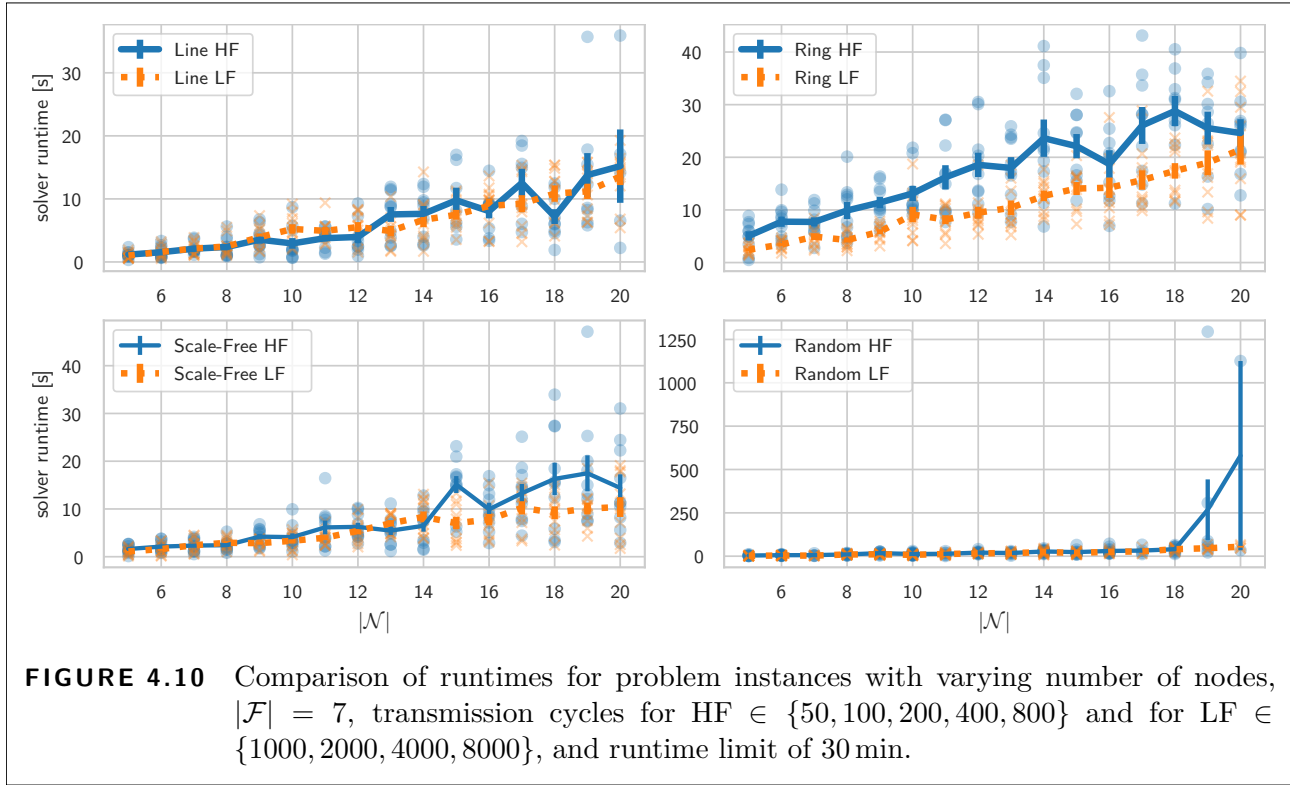 Line HF
Line LF
solver runtime [s]
30
20
10
0
6 8 10 12 14 16 18 20
Ring HF
Ring LF
40
30
20
10
0
6 8 10 12 14 16 18 20
Scale-Free HF
Scale-Free LF
solver runtime [s]
40
30
20
10
0
6 8 10 12 14 16 18 20
|𝒩|
Random HF
Random LF
1250
1000
750
500
250
0
6 8 10 12 14 16 18 20
|𝒩|
FIGURE 4.10 Comparison of runtimes for problem instances with varying number of nodes,
|ℱ| = 7, transmission cycles for HF ∈ {50, 100, 200, 400, 800} and for LF ∈
{1000, 2000, 4000, 8000}, and runtime limit of 30 min.